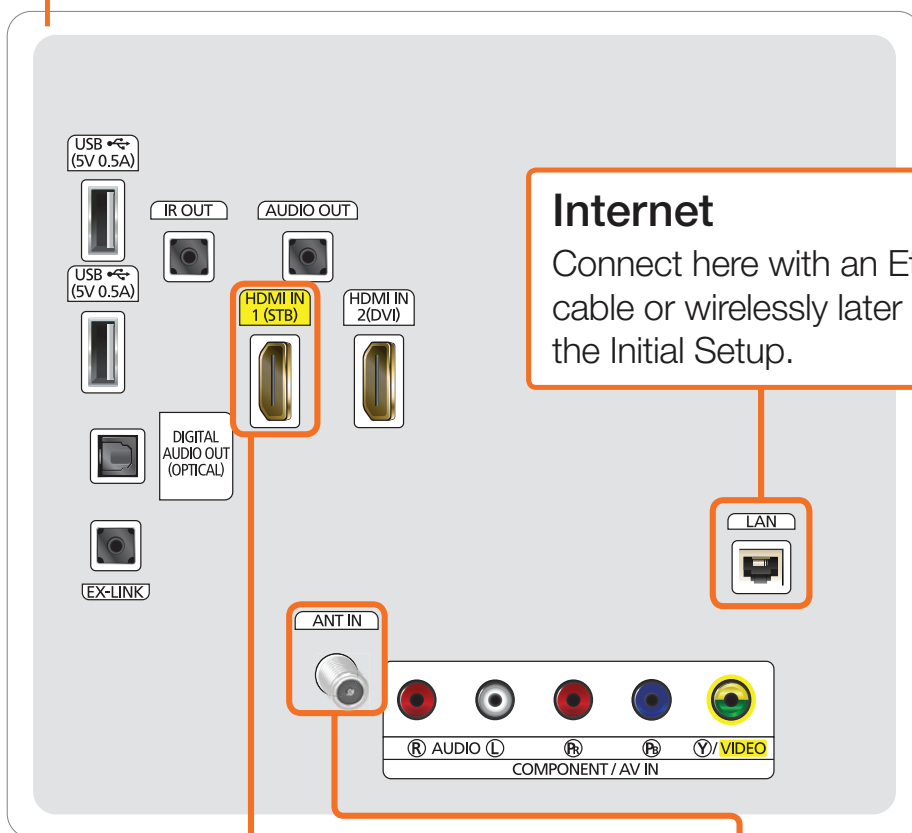 USB
(5V 0.5A)
IR OUT
AUDIO OUT
USB
(5V 0.5A)
HDMI IN
1 (STB)
HDMI IN
2(DVI)
Internet
Connect here with an
cable or wirelessly later
the Initial Setup.
DIGITAL
AUDIO OUT
(OPTICAL)
LAN
EX-LINK
ANT IN
R AUDIO L PR PB Y/ VIDEO
COMPONENT / AV IN